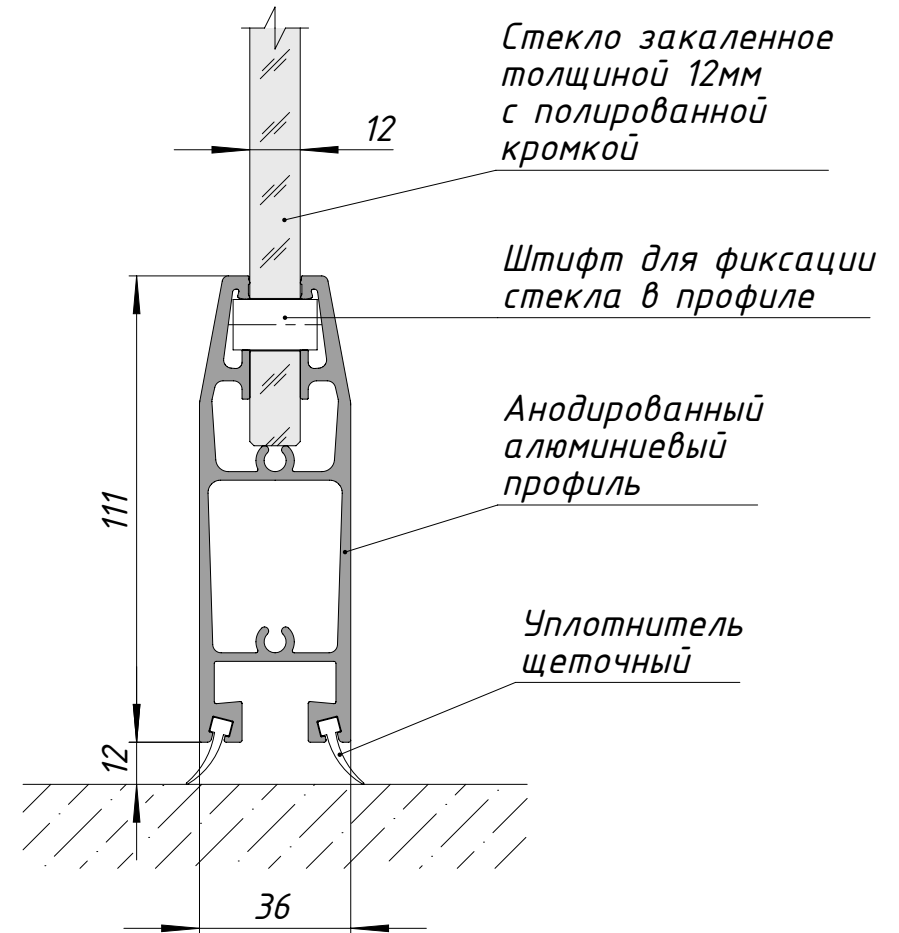 Стекло закаленное
толщиной 12мм
с полированной
кромкой
12
Штифт для фиксации
стекла в профиле
Анодированный
алюминиевый
профиль
111
Уплотнитель
щеточный
12
36